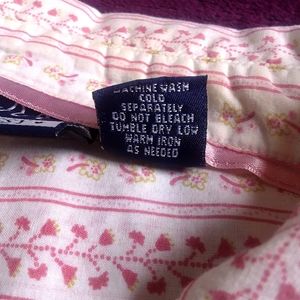 MACHINE WASH
COLD
SEPARATELY
DO NOT BLEACH
TUMBLE DRY LOW
WARM IRON
AS NEEDED